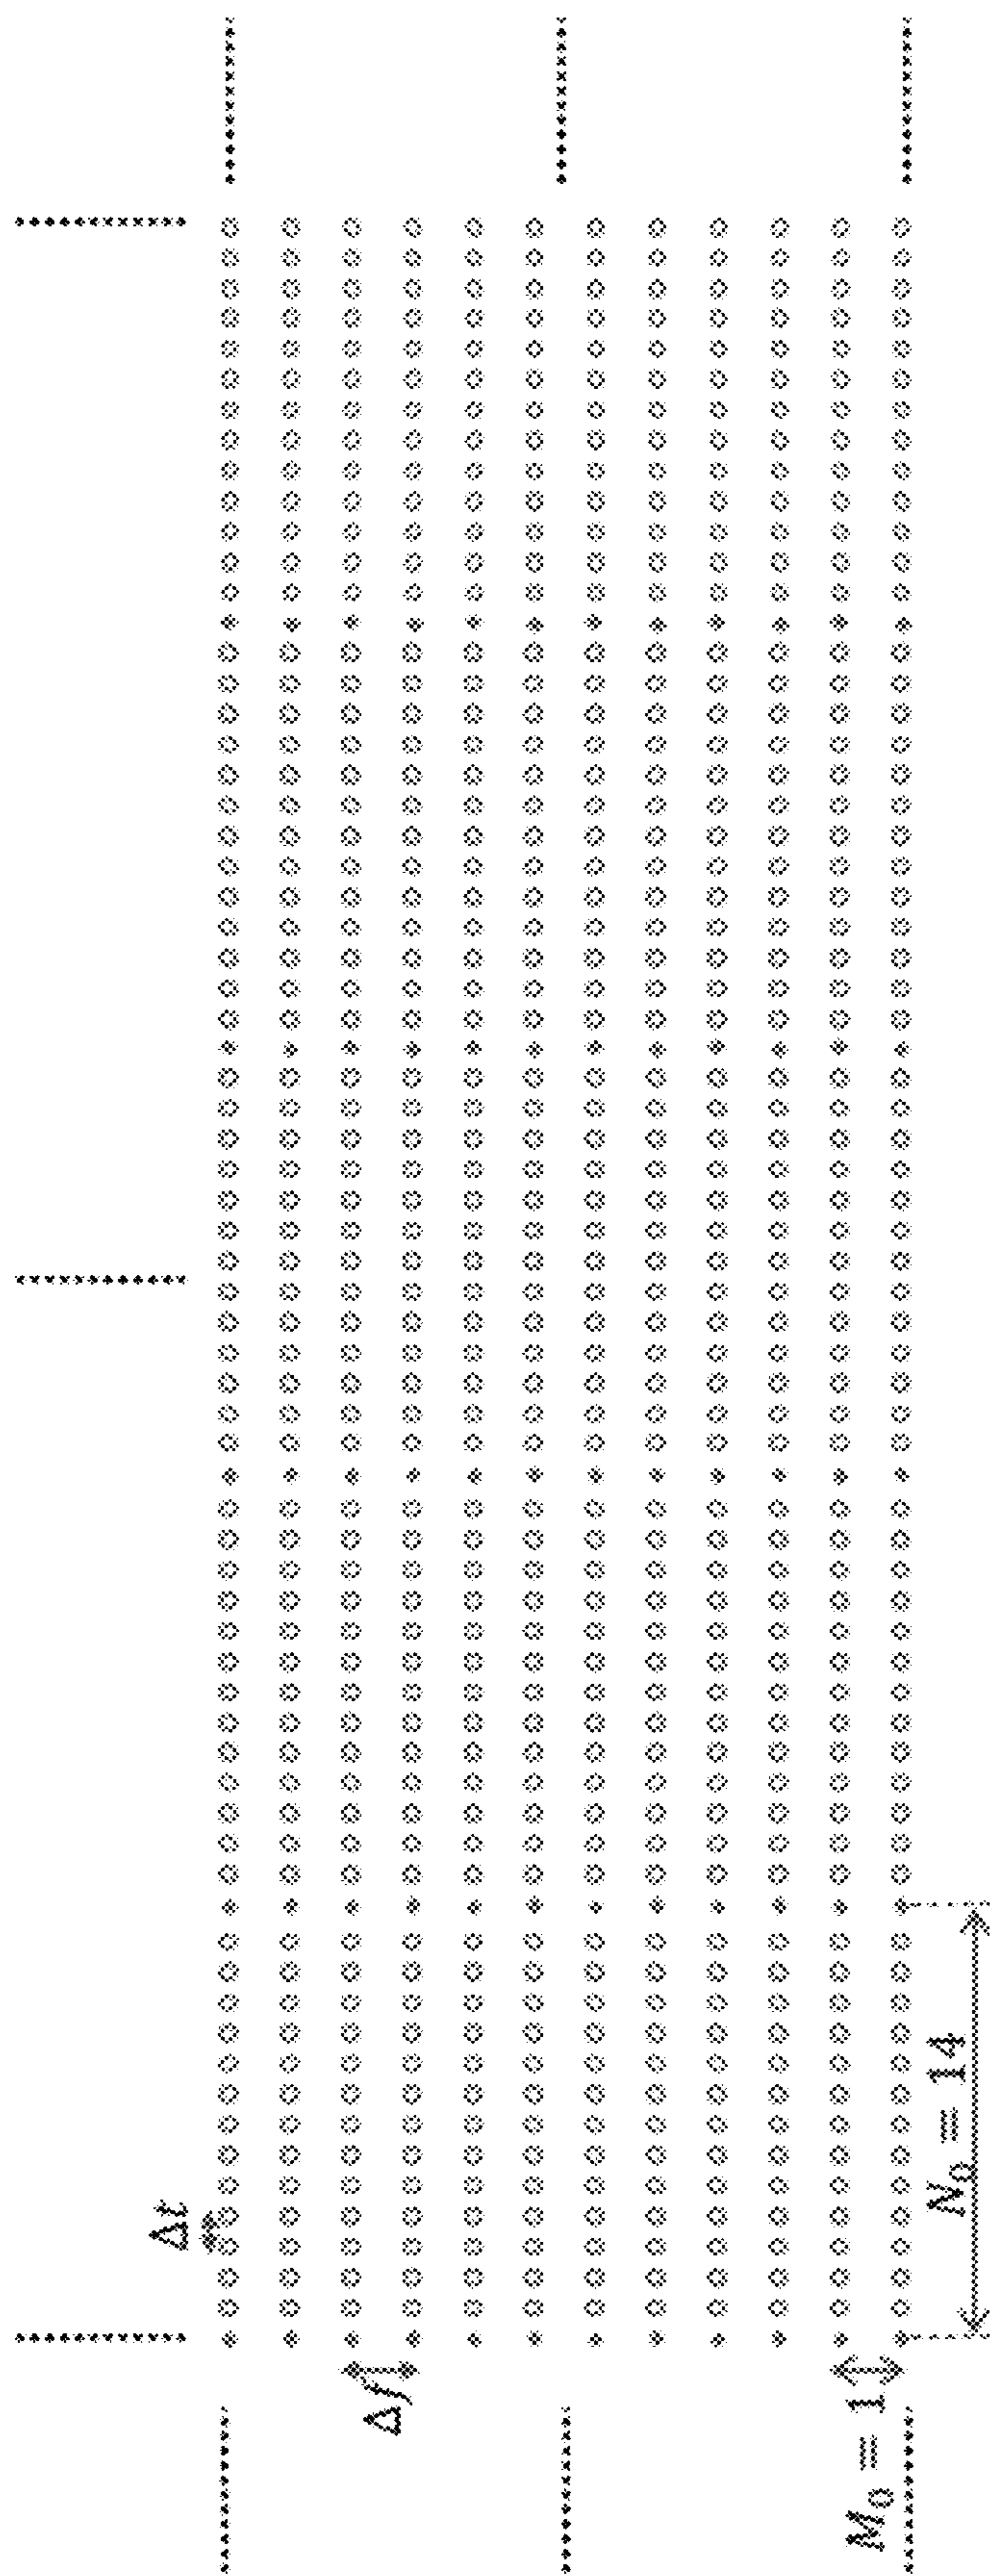 Δt
Δf
M₀ = 1
N₀ = 14